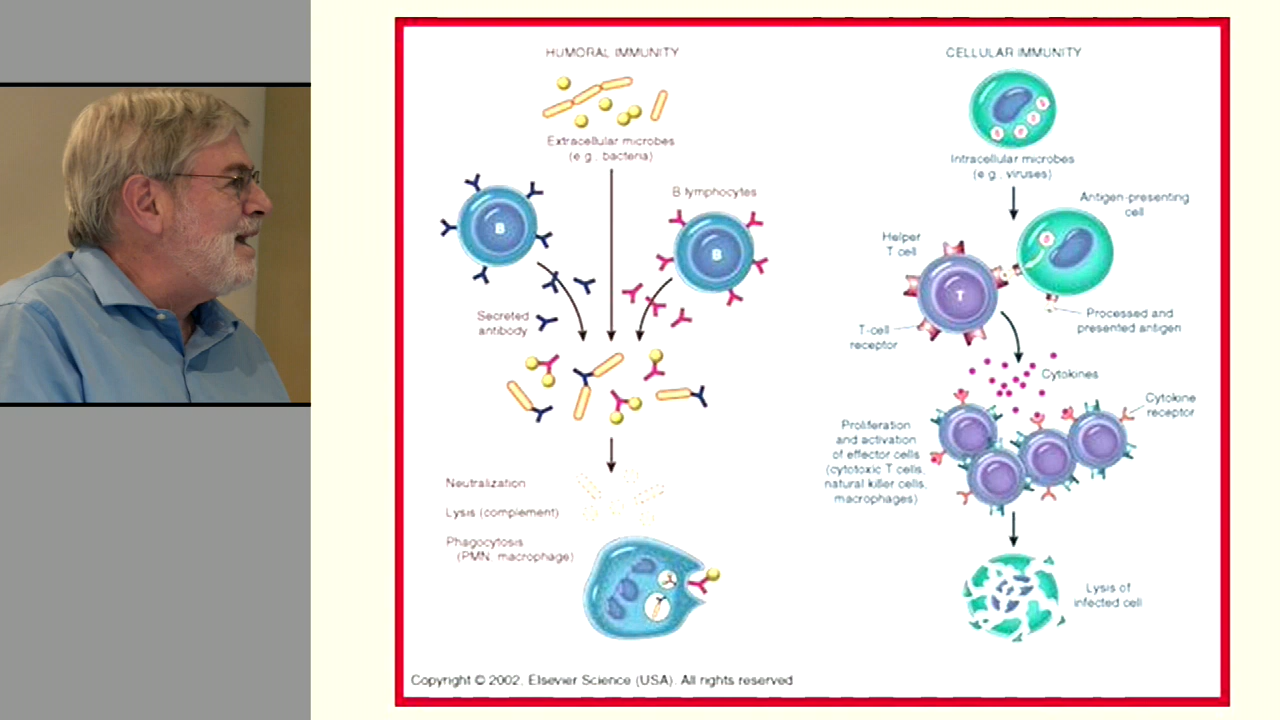 HUMORAL IMMUNITY
Extracellular microbes
(e.g., bacteria)
B lymphocytes
B
B
Secreted
antibody
Neutralization
Lysis (complement)
Phagocytosis
(PMN, macrophage)
CELLULAR IMMUNITY
Intracellular microbes
(e.g., viruses)
Antigen-presenting
cell
Helper
T cell
T
Processed and
presented antigen
T-cell
receptor
Cytokines
Cytokine
receptor
Proliferation
and activation
of effector cells
(cytotoxic T cells,
natural killer cells,
macrophages)
Lysis of
infected cell
Copyright © 2002, Elsevier Science (USA). All rights reserved